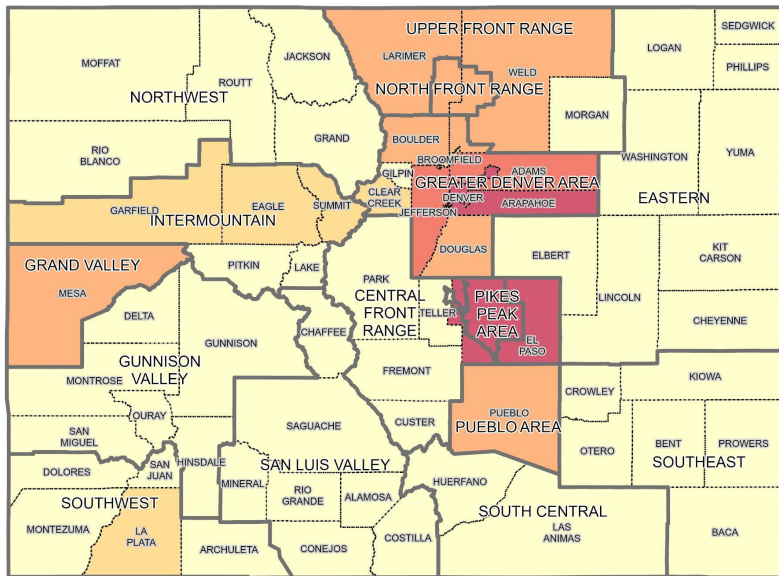 UPPER FRONT RANGE
SEDGWICK
JACKSON
LARIMER
LOGAN
MOFFAT
PHILLIPS
ROUTT
WELD
NORTHWEST
NORTH FRONT RANGE
MORGAN
GRAND
RIO
BLANCO
BOULDER
WASHINGTON
YUMA
BROOMFIELD
GILPIN
ADAMS
GREATER DENVER AREA
CLEAR
CREEK
DENVER
ARAPAHOE
EASTERN
GARFIELD
EAGLE
SUMMIT
JEFFERSON
INTERMOUNTAIN
DOUGLAS
ELBERT
KIT
CARSON
GRAND VALLEY
PITKIN
LAKE
PARK
MESA
CENTRAL
FRONT
RANGE
TELLER
PIKES
PEAK
AREA
LINCOLN
DELTA
CHEYENNE
CHAFFEE
EL
PASO
GUNNISON
GUNNISON
VALLEY
FREMONT
MONTROSE
KIOWA
CROWLEY
OURAY
SAGUACHE
CUSTER
PUEBLO
PUEBLO AREA
SAN
MIGUEL
OTERO
BENT
PROWERS
SOUTHEAST
DOLORES
SAN
JUAN
HINSDALE
SAN LUIS VALLEY
MINERAL
RIO
GRANDE
ALAMOSA
HUERFANO
SOUTHWEST
SOUTH CENTRAL
MONTEZUMA
LA
PLATA
LAS
ANIMAS
BACA
ARCHULETA
CONEJOS
COSTILLA